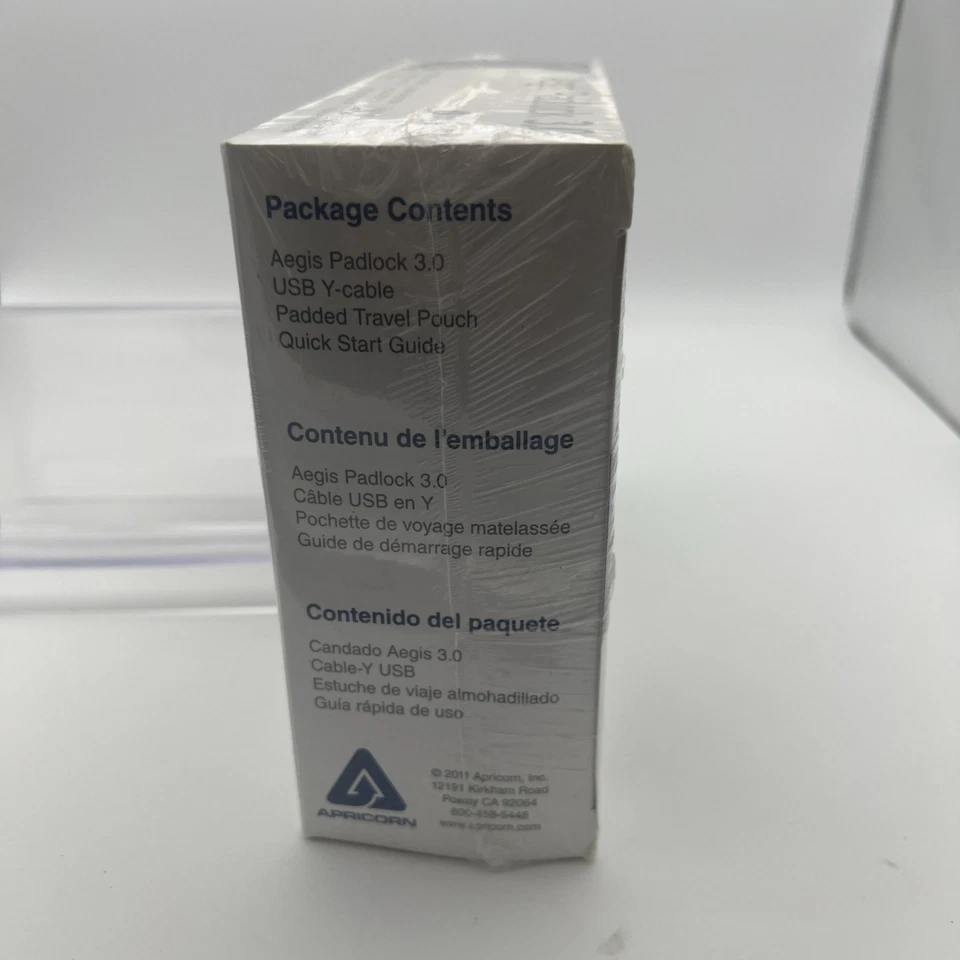 Package Contents
Aegis Padlock 3.0
USB Y-cable
Padded Travel Pouch
Quick Start Guide
Contenu de l'emballage
Aegis Padlock 3.0
Câble USB en Y
Pochette de voyage matelassée
Guide de démarrage rapide
Contenido del paquete
Candado Aegis 3.0
Cable-Y USB
Estuche de viaje almohadillado
Guía rápida de uso
APRICORN
© 2011 Apricorn, Inc.
12191 Kirkham Road
Poway CA 92064
800-458-5448
www.apricorn.com